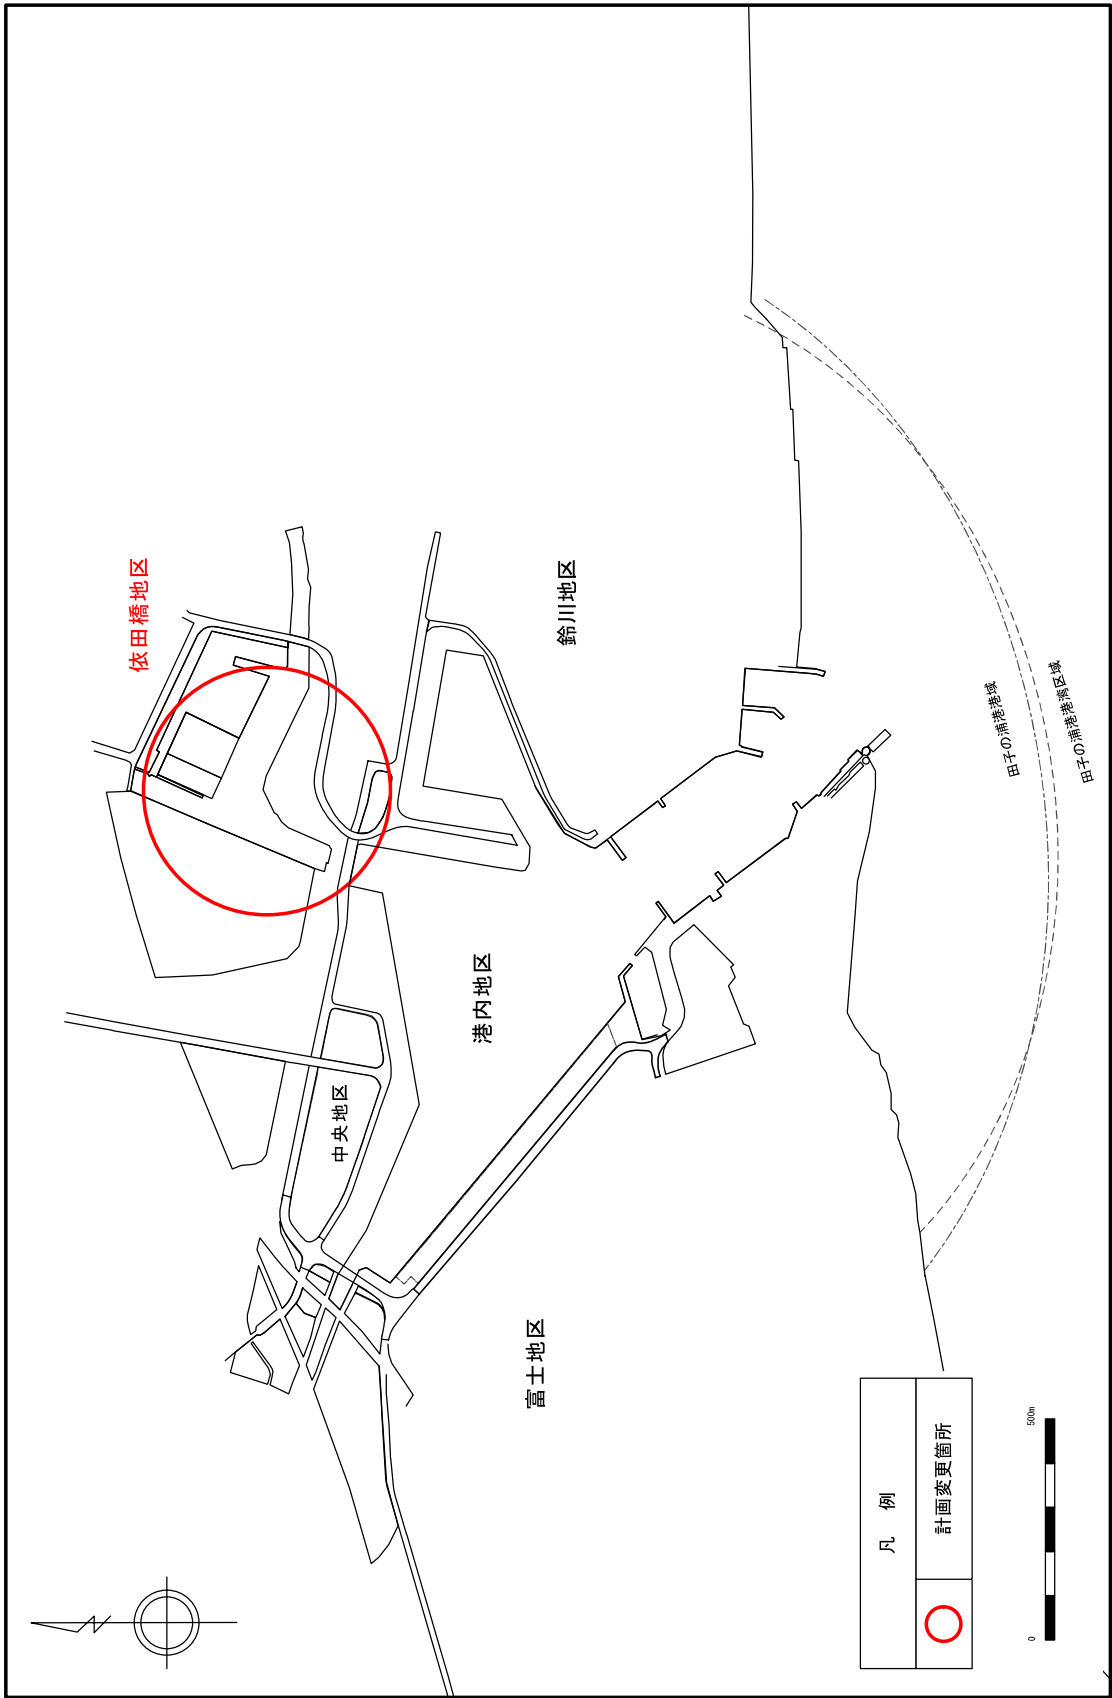 依田橋地区
鈴川地区
港内地区
中央地区
富士地区
田子の浦港港域
田子の浦港港湾区域
凡 例
計画変更箇所
0
500m
N